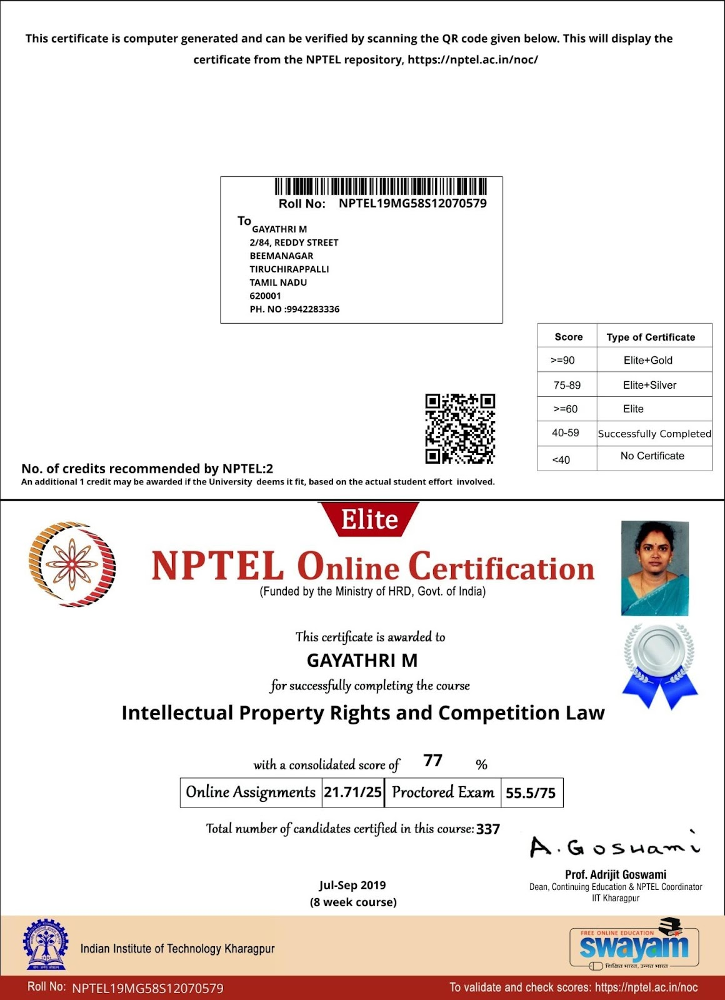 This certificate is computer generated and can be verified by scanning the QR code given below. This will display the
certificate from the NPTEL repository, https://nptel.ac.in/noc/
Roll No: NPTEL19MG58S12070579
To
GAYATHRI M
2/84, REDDY STREET
BEEMANAGAR
TIRUCHIRAPPALLI
TAMIL NADU
620001
PH. NO :9942283336
Score Type of Certificate
>=90 Elite+Gold
75-89 Elite+Silver
>=60 Elite
40-59 Successfully Completed
<40 No Certificate
No. of credits recommended by NPTEL:2
An additional 1 credit may be awarded if the University deems it fit, based on the actual student effort involved.
Elite
NPTEL Online Certification
(Funded by the Ministry of HRD, Govt. of India)
This certificate is awarded to
GAYATHRI M
for successfully completing the course
Intellectual Property Rights and Competition Law
with a consolidated score of 77 %
Online Assignments 21.71/25 Proctored Exam 55.5/75
Total number of candidates certified in this course: 337
A. Goswami
Prof. Adrijit Goswami
Dean, Continuing Education & NPTEL Coordinator
IIT Kharagpur
Jul-Sep 2019
(8 week course)
Indian Institute of Technology Kharagpur
FREE ONLINE EDUCATION
swayam
शिक्षित भारत, उन्नत भारत
Roll No: NPTEL19MG58S12070579
To validate and check scores: https://nptel.ac.in/noc